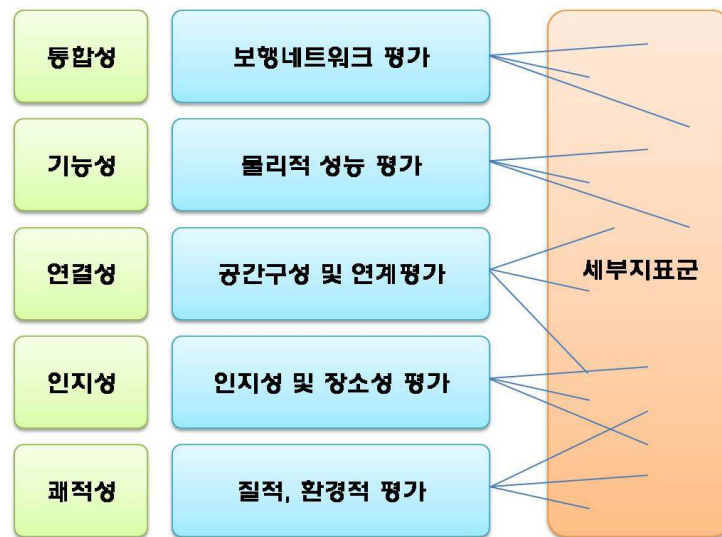 통합성
보행네트워크 평가
기능성
물리적 성능 평가
연결성
공간구성 및 연계평가
세부지표군
인지성
인지성 및 장소성 평가
쾌적성
질적, 환경적 평가